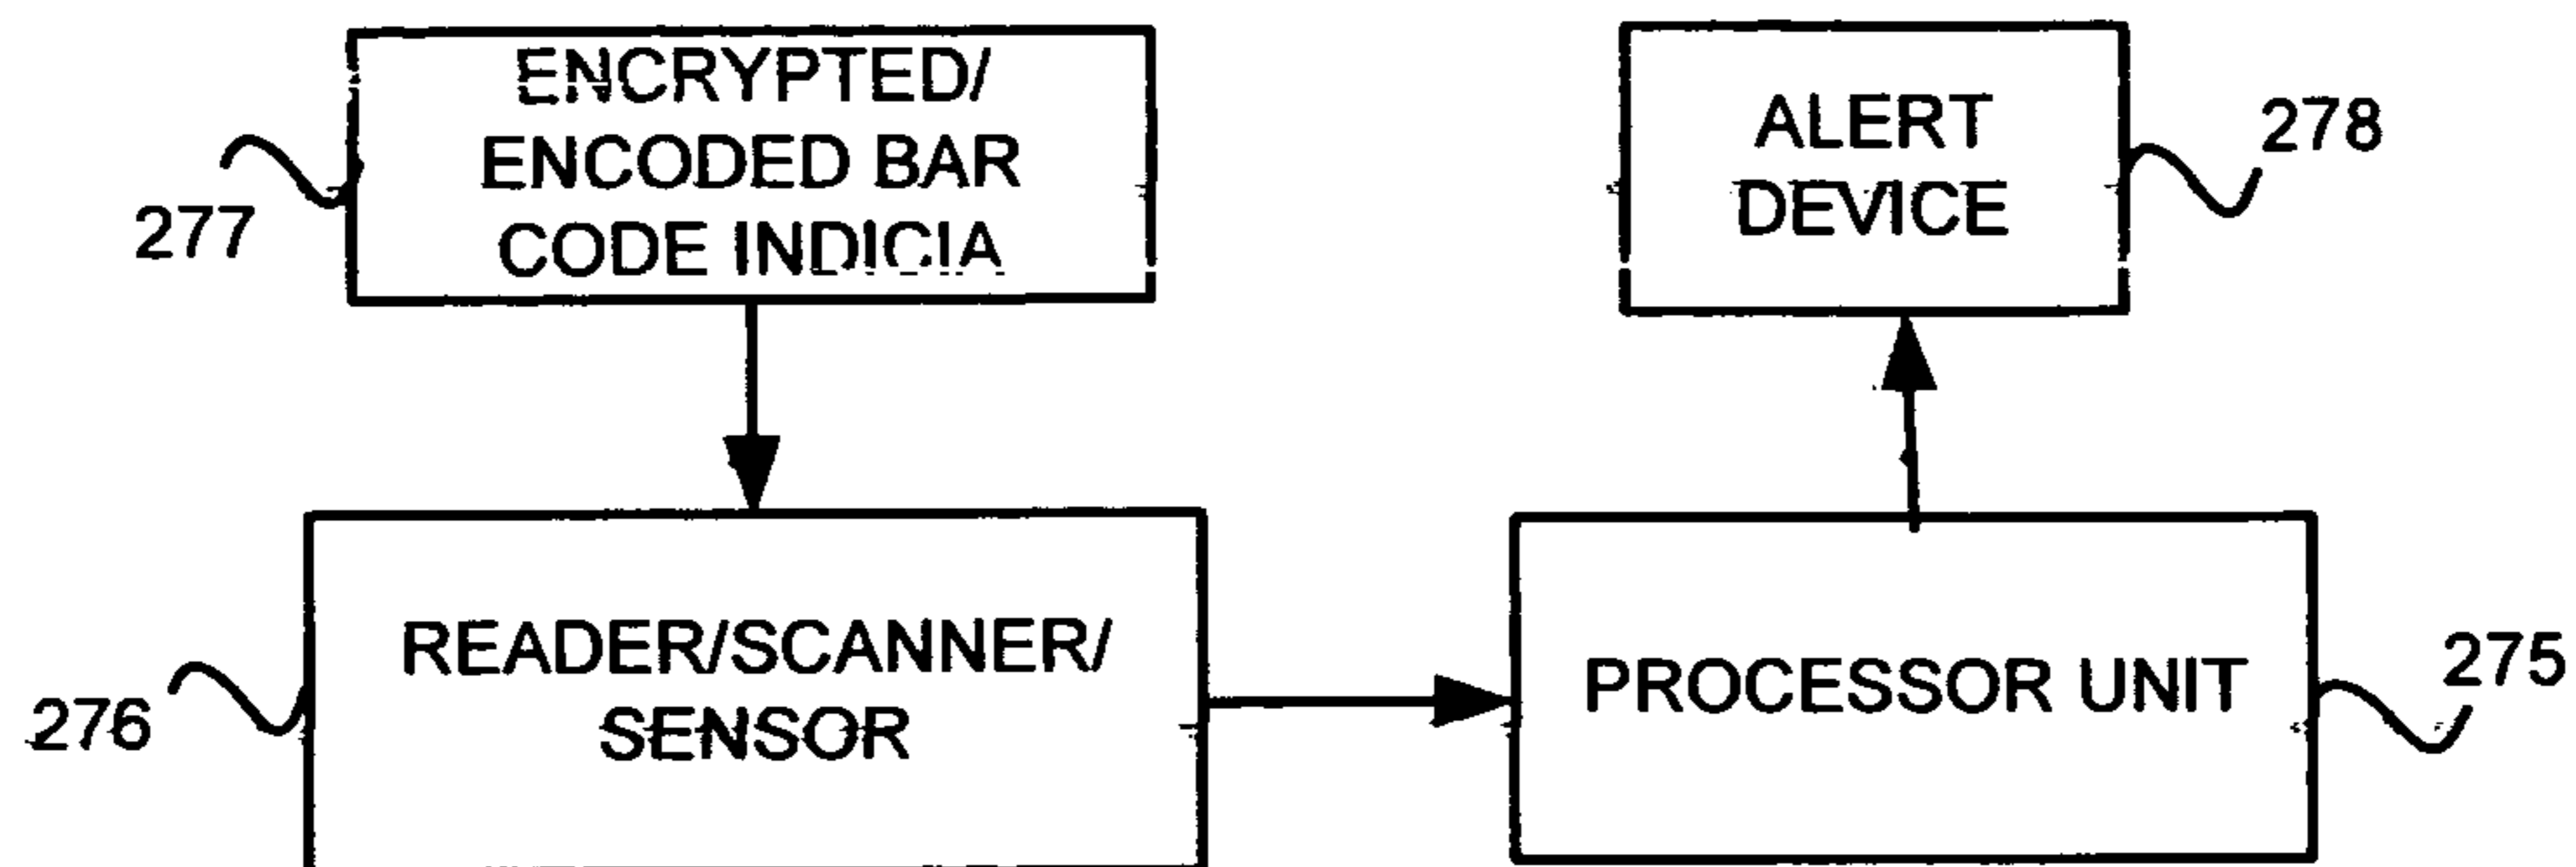 ENCRYPTED/
ENCODED BAR
CODE INDICIA
277
ALERT
DEVICE
278
READER/SCANNER/
SENSOR
276
PROCESSOR UNIT
275